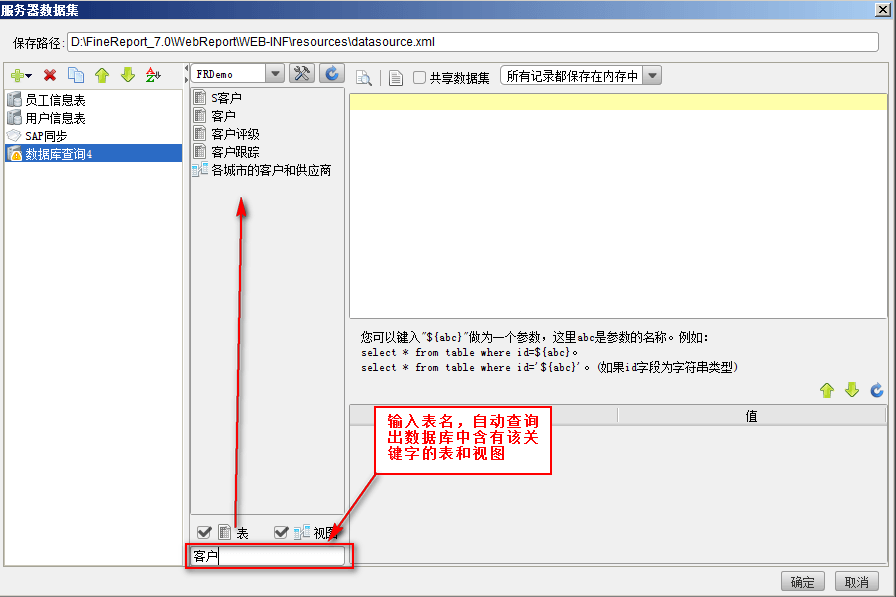 服务器数据集
保存路径: D:\FineReport_7.0\WebReport\WEB-INF\resources\datasource.xml
员工信息表
用户信息表
SAP同步
数据库查询4
FRDemo
S客户
客户
客户评级
客户跟踪
各城市的客户和供应商
表
视图
客户
共享数据集
所有记录都保存在内存中
您可以键入"${abc}"做为一个参数，这里abc是参数的名称。例如：
select * from table where id=${abc}。
select * from table where id='${abc}'。(如果id字段为字符串类型)
值
输入表名，自动查询
出数据库中含有该关
键字的表和视图
确定
取消